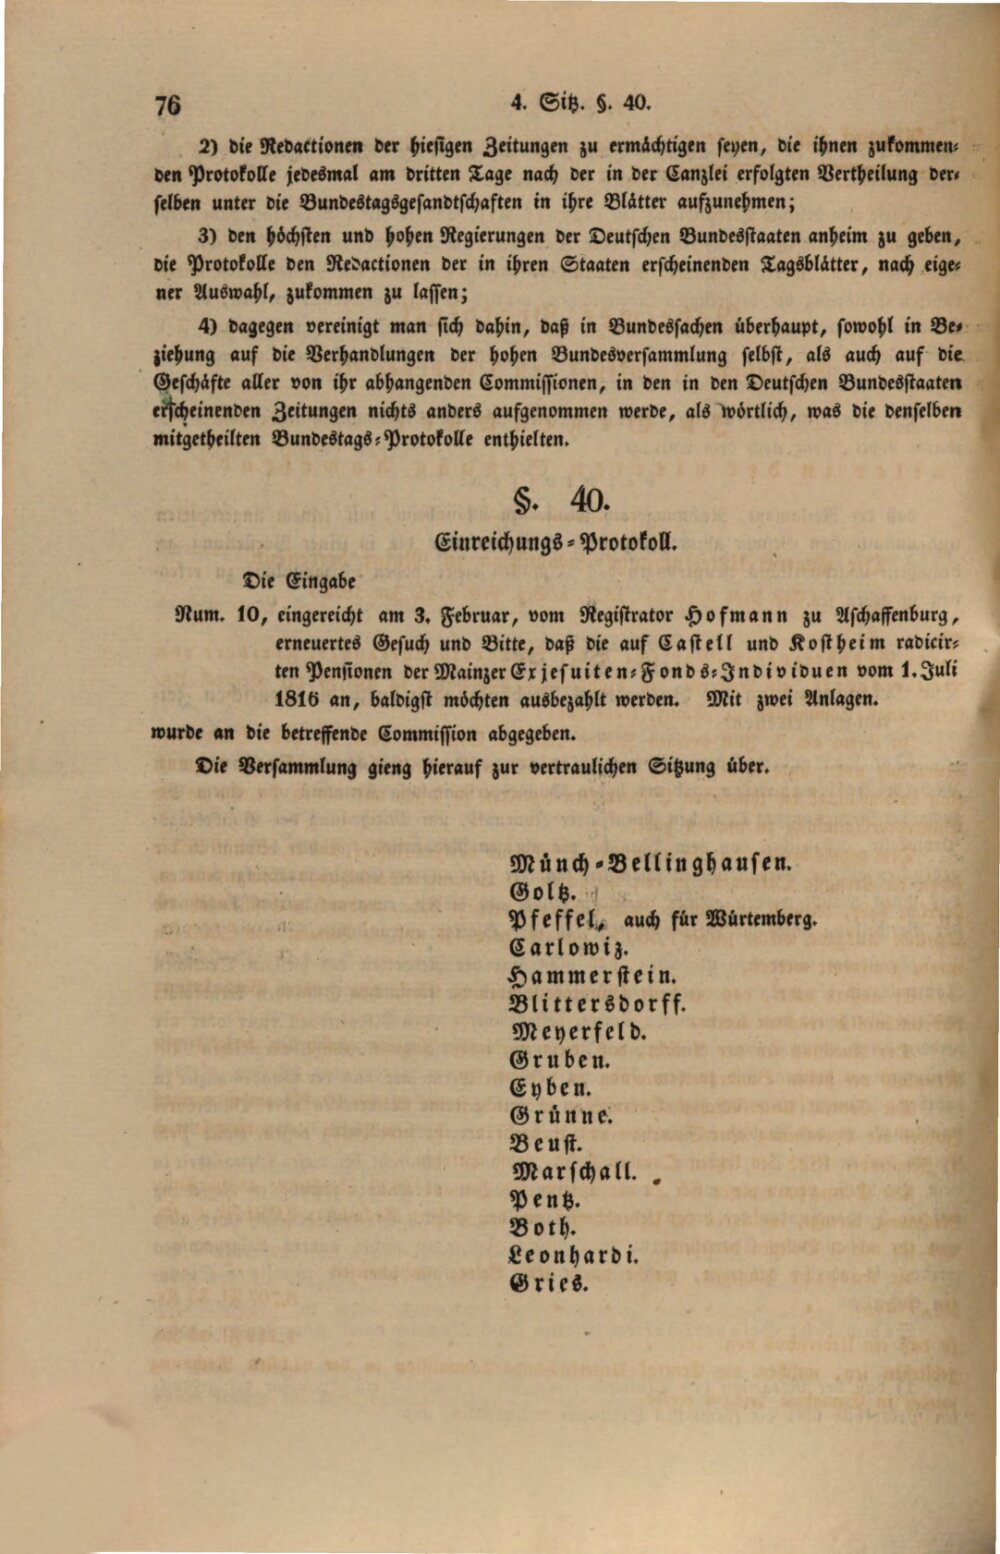 76
4. Sitz. §. 40.
2) die Redactionen der hiesigen Zeitungen zu ermächtigen seyen, die ihnen zukommen-
den Protokolle jedesmal am dritten Tage nach der in der Canzlei erfolgten Vertheilung der-
selben unter die Bundestagsgesandtschaften in ihre Blätter aufzunehmen;
3) den höchsten und hohen Regierungen der Deutschen Bundesstaaten anheim zu geben,
die Protokolle den Redactionen der in ihren Staaten erscheinenden Tagsblätter, nach eige-
ner Auswahl, zukommen zu lassen;
4) dagegen vereinigt man sich dahin, daß in Bundessachen überhaupt, sowohl in Be-
ziehung auf die Verhandlungen der hohen Bundesversammlung selbst, als auch auf die
Geschäfte aller von ihr abhangenden Commissionen, in den in den Deutschen Bundesstaaten
erscheinenden Zeitungen nichts anders aufgenommen werde, als wörtlich, was die denselben
mitgetheilten Bundestags-Protokolle enthielten.
§. 40.
Einreichungs-Protokoll.
Die Eingabe
Num. 10, eingereicht am 3. Februar, vom Registrator Hofmann zu Aschaffenburg,
erneuertes Gesuch und Bitte, daß die auf Castell und Kostheim radicir-
ten Pensionen der Mainzer Exjesuiten-Fonds-Individuen vom 1. Juli
1816 an, baldigst möchten ausbezahlt werden. Mit zwei Anlagen.
wurde an die betreffende Commission abgegeben.
Die Versammlung gieng hierauf zur vertraulichen Sitzung über.
Münch-Bellinghausen.
Goltz.
Pfeffel, auch für Würtemberg.
Carlowiz.
Hammerstein.
Blittersdorff.
Meyerfeld.
Gruben.
Eyben.
Grünne.
Beust.
Marschall.
Pentz.
Both.
Leonhardi.
Gries.